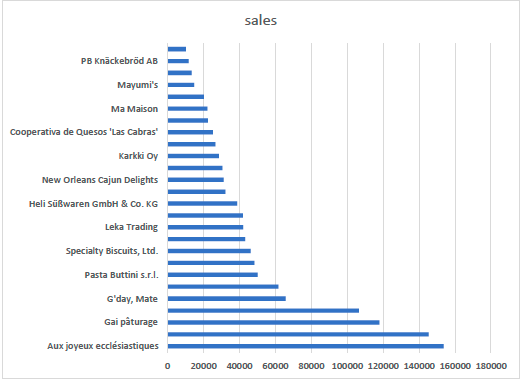 sales
PB Knäckebröd AB
Mayumi's
Ma Maison
Cooperativa de Quesos 'Las Cabras'
Karkki Oy
New Orleans Cajun Delights
Heli Süßwaren GmbH & Co. KG
Leka Trading
Specialty Biscuits, Ltd.
Pasta Buttini s.r.l.
G'day, Mate
Gai pâturage
Aux joyeux ecclésiastiques
0 20000 40000 60000 80000 100000 120000 140000 160000 180000